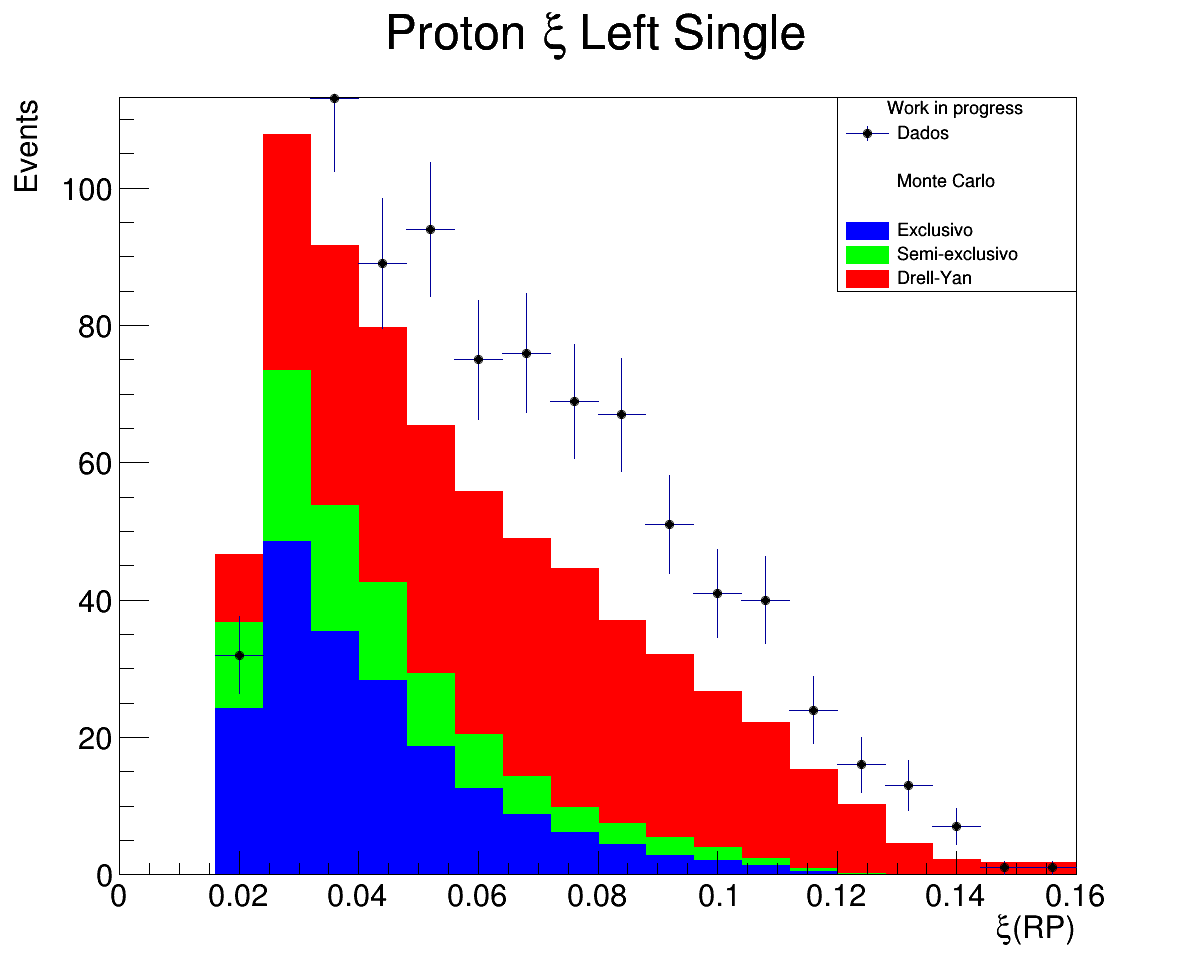 Proton ξ Left Single
Events
Work in progress
Dados
Monte Carlo
Exclusivo
Semi-exclusivo
Drell-Yan
100
80
60
40
20
0
0 0.02 0.04 0.06 0.08 0.1 0.12 0.14 0.16
ξ(RP)